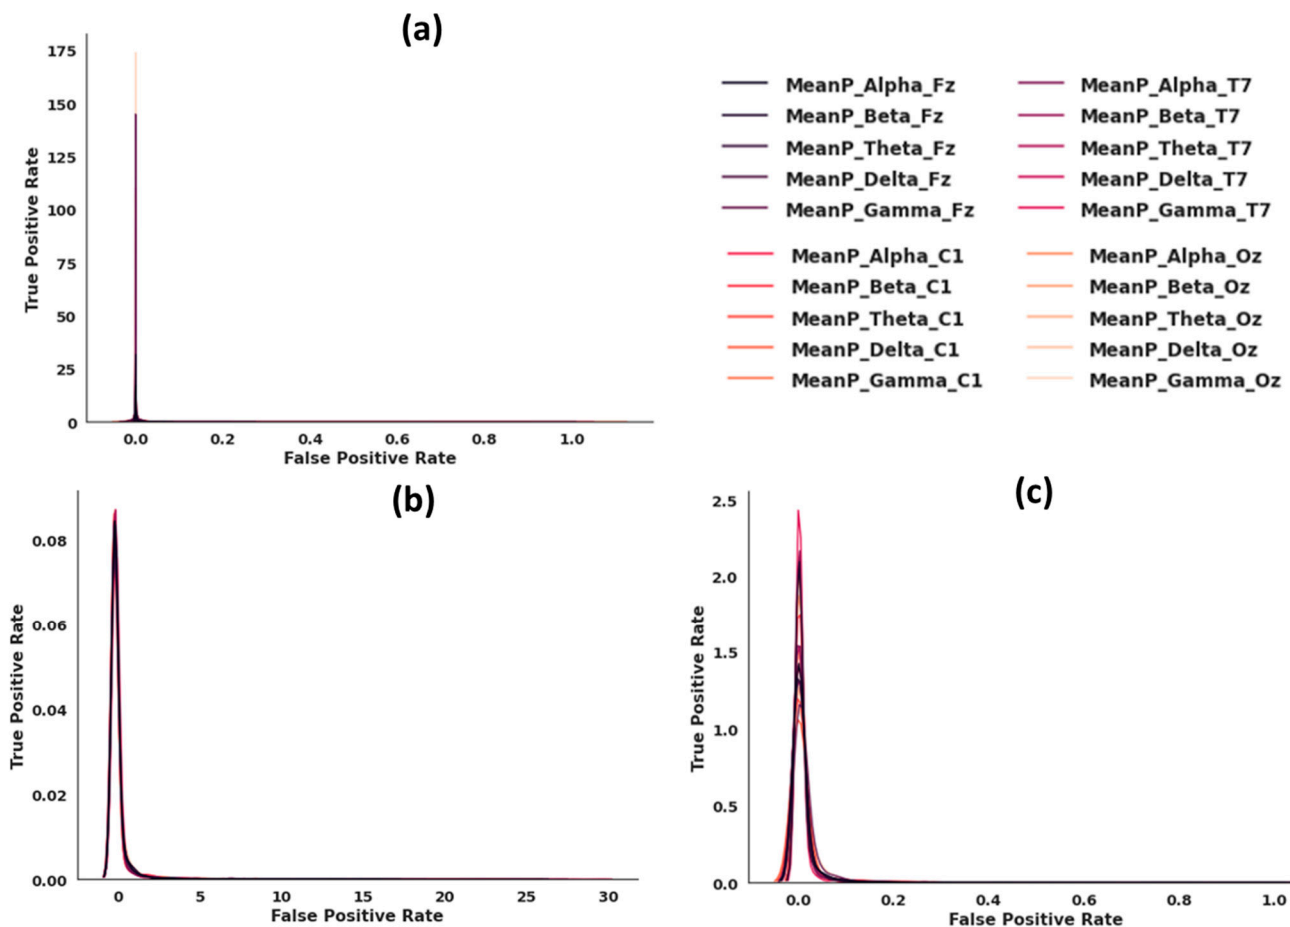 (a)
175
150
125
100
75
50
25
0
True Positive Rate
0.0 0.2 0.4 0.6 0.8 1.0
False Positive Rate
MeanP_Alpha_Fz
MeanP_Beta_Fz
MeanP_Theta_Fz
MeanP_Delta_Fz
MeanP_Gamma_Fz
MeanP_Alpha_T7
MeanP_Beta_T7
MeanP_Theta_T7
MeanP_Delta_T7
MeanP_Gamma_T7
MeanP_Alpha_C1
MeanP_Beta_C1
MeanP_Theta_C1
MeanP_Delta_C1
MeanP_Gamma_C1
MeanP_Alpha_Oz
MeanP_Beta_Oz
MeanP_Theta_Oz
MeanP_Delta_Oz
MeanP_Gamma_Oz
(b)
0.08
0.06
0.04
0.02
0.00
True Positive Rate
0 5 10 15 20 25 30
False Positive Rate
(c)
2.5
2.0
1.5
1.0
0.5
0.0
True Positive Rate
0.0 0.2 0.4 0.6 0.8 1.0
False Positive Rate